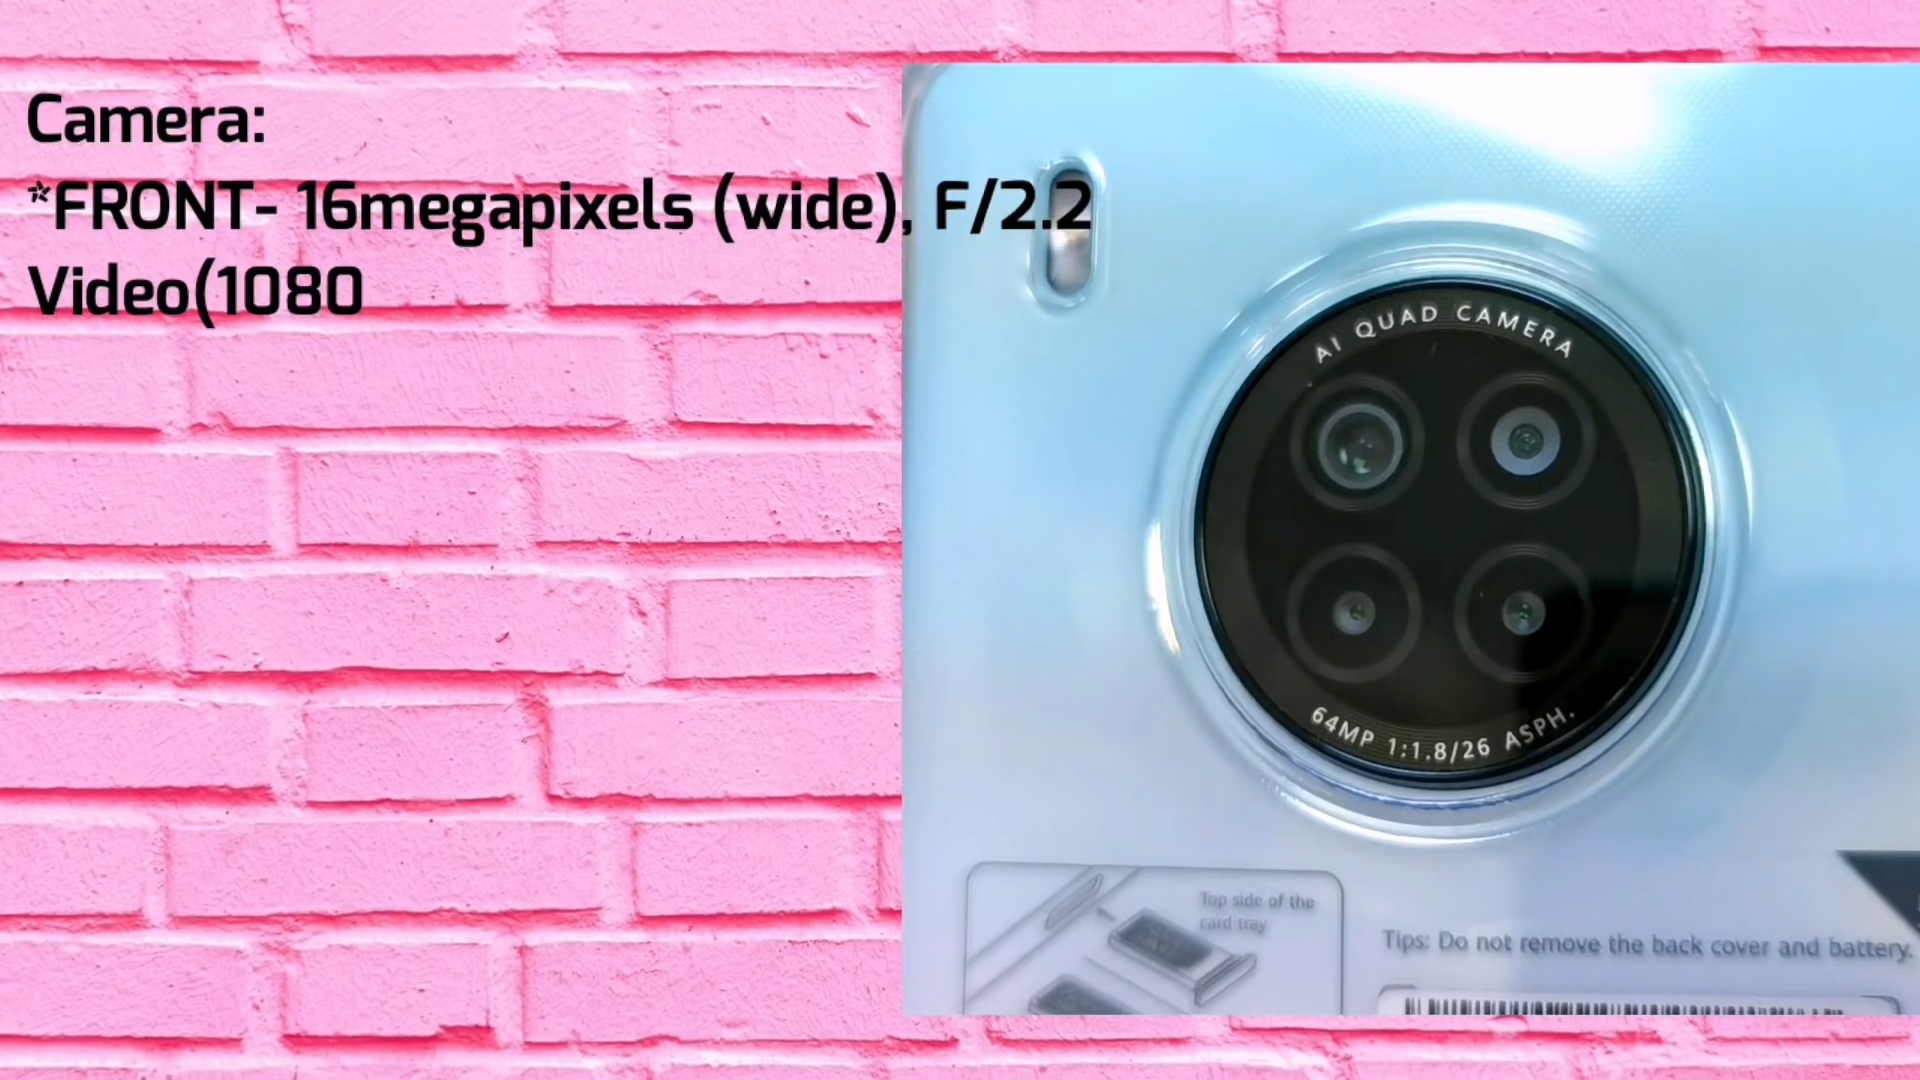 Camera:
*FRONT- 16megapixels (wide), F/2.2
Video(1080
AI QUAD CAMERA
64MP 1:1.8/26 ASPH.
Top side of the
card tray
Tips: Do not remove the back cover and battery.